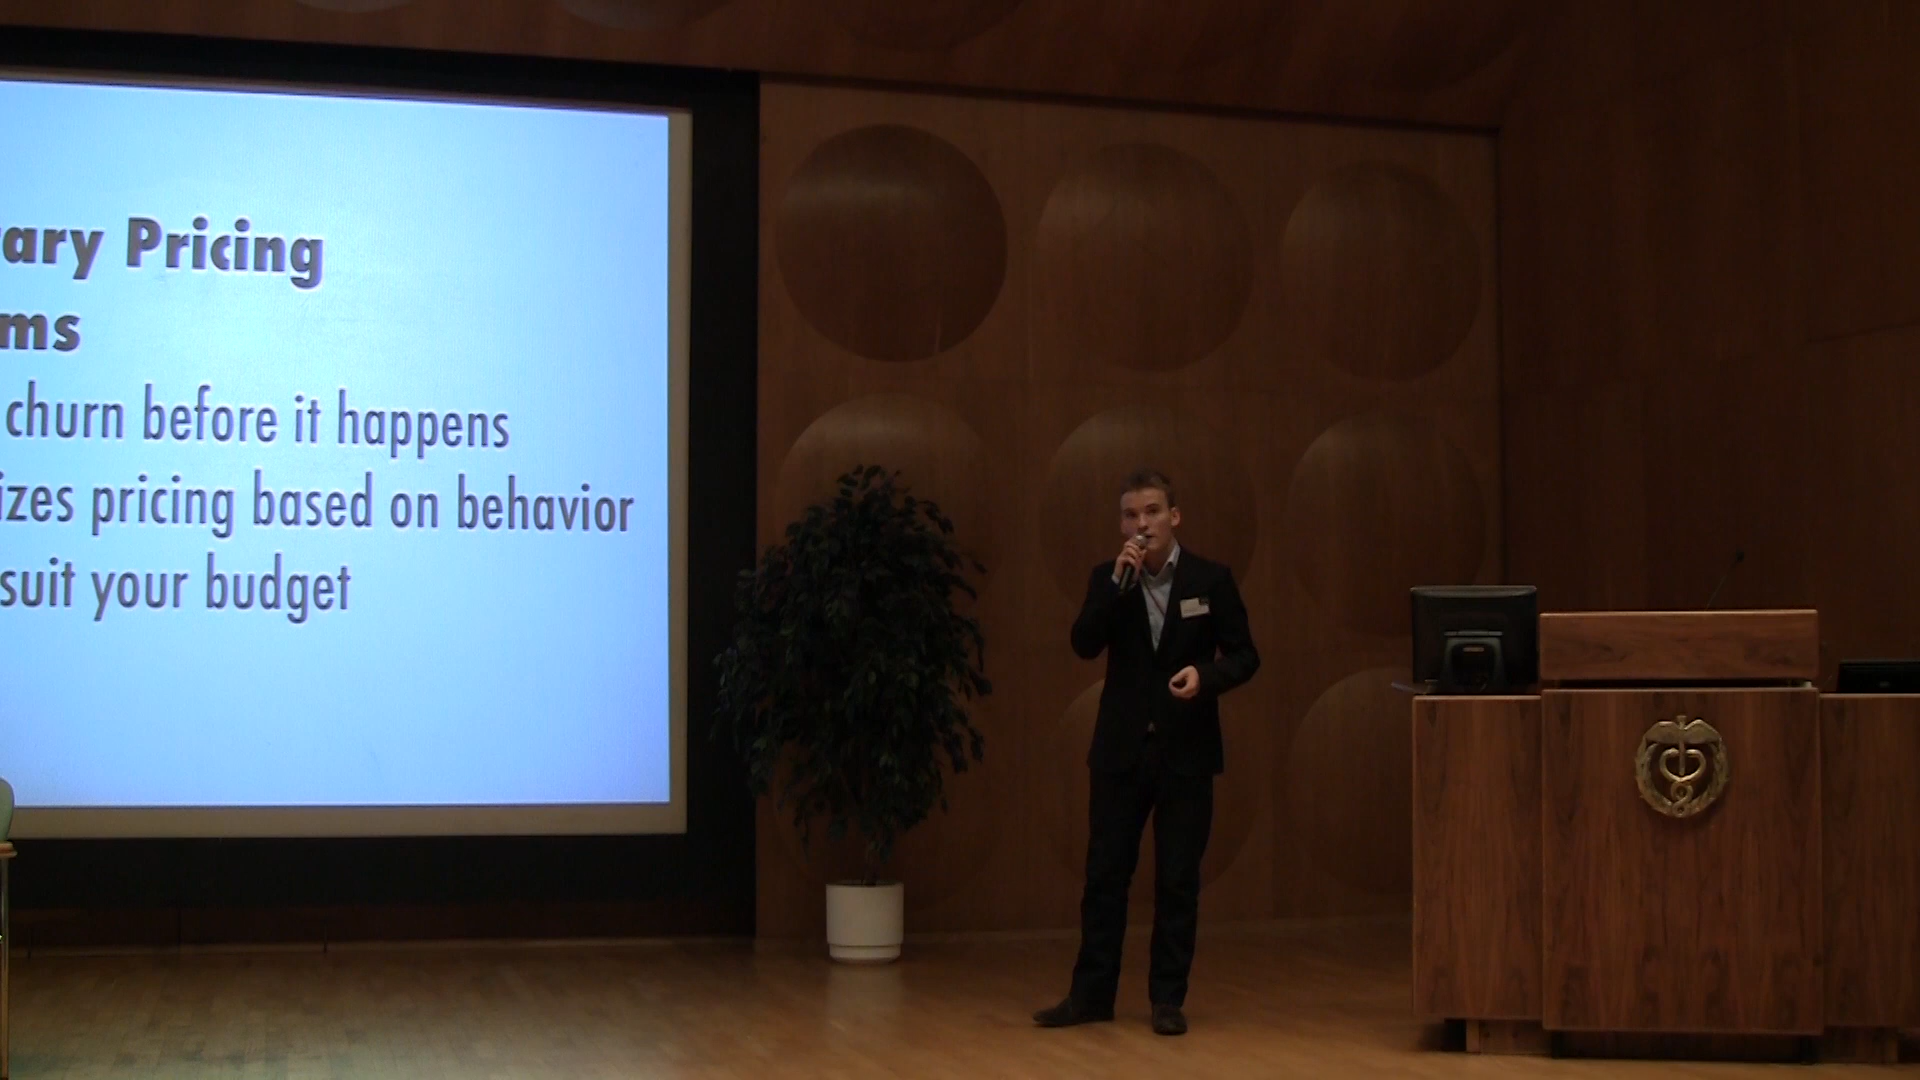 ary Pricing
ms
churn before it happens
izes pricing based on behavior
suit your budget